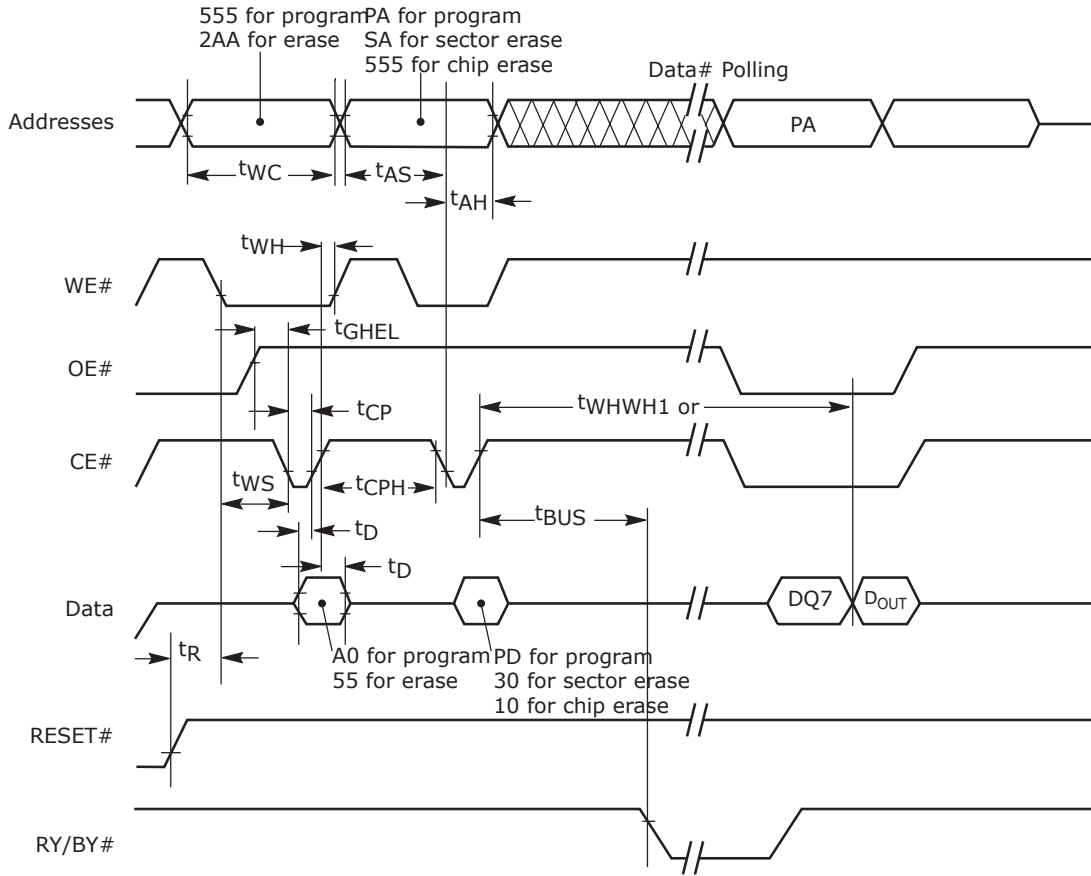 555 for program
2AA for erase
PA for program
SA for sector erase
555 for chip erase
Data# Polling
Addresses
PA
tWC
tAS
tAH
tWH
WE#
tGHEL
OE#
tWHWH1 or
tCP
CE#
tWS
tCPH
tBUS
tD
tD
Data
DQ7
DOUT
tR
A0 for program
55 for erase
PD for program
30 for sector erase
10 for chip erase
RESET#
RY/BY#